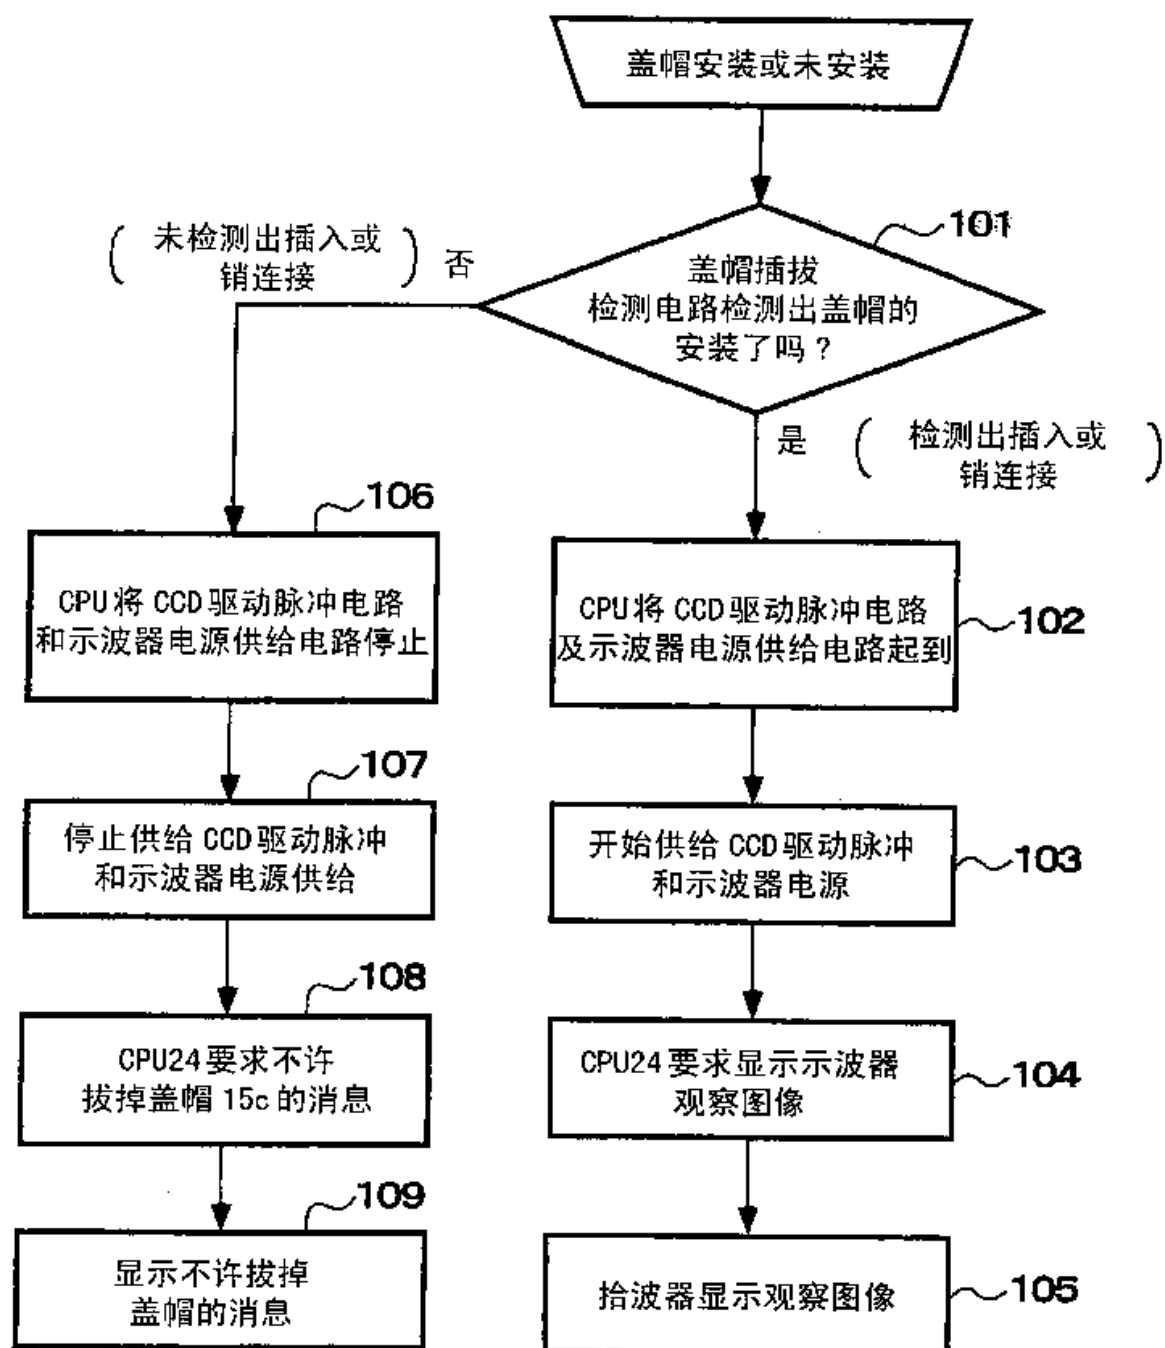 盖帽安装或未安装
101
盖帽插拔
检测电路检测出盖帽的
安装了吗？
( 未检测出插入或
销连接 ) 否
是 ( 检测出插入或
销连接 )
106
CPU将CCD驱动脉冲电路
和示波器电源供给电路停止
107
停止供给CCD驱动脉冲
和示波器电源供给
108
CPU24要求不许
拔掉盖帽15c的消息
109
显示不许拔掉
盖帽的消息
CPU将CCD驱动脉冲电路
及示波器电源供给电路起到
102
开始供给CCD驱动脉冲
和示波器电源
103
CPU24要求显示示波器
观察图像
104
拾波器显示观察图像
105